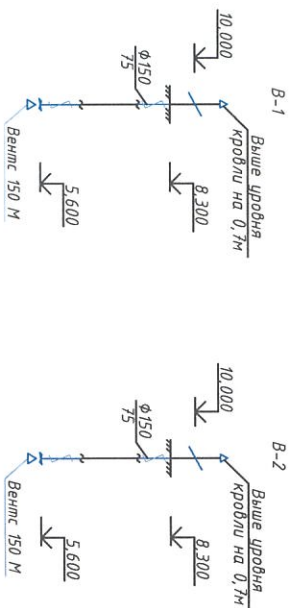 В-1
Выше уровня
кровли на 0,7м
10,000
8,300
ϕ150
75
5,600
Вентс 150 М
В-2
Выше уровня
кровли на 0,7м
10,000
8,300
ϕ150
75
5,600
Вентс 150 М